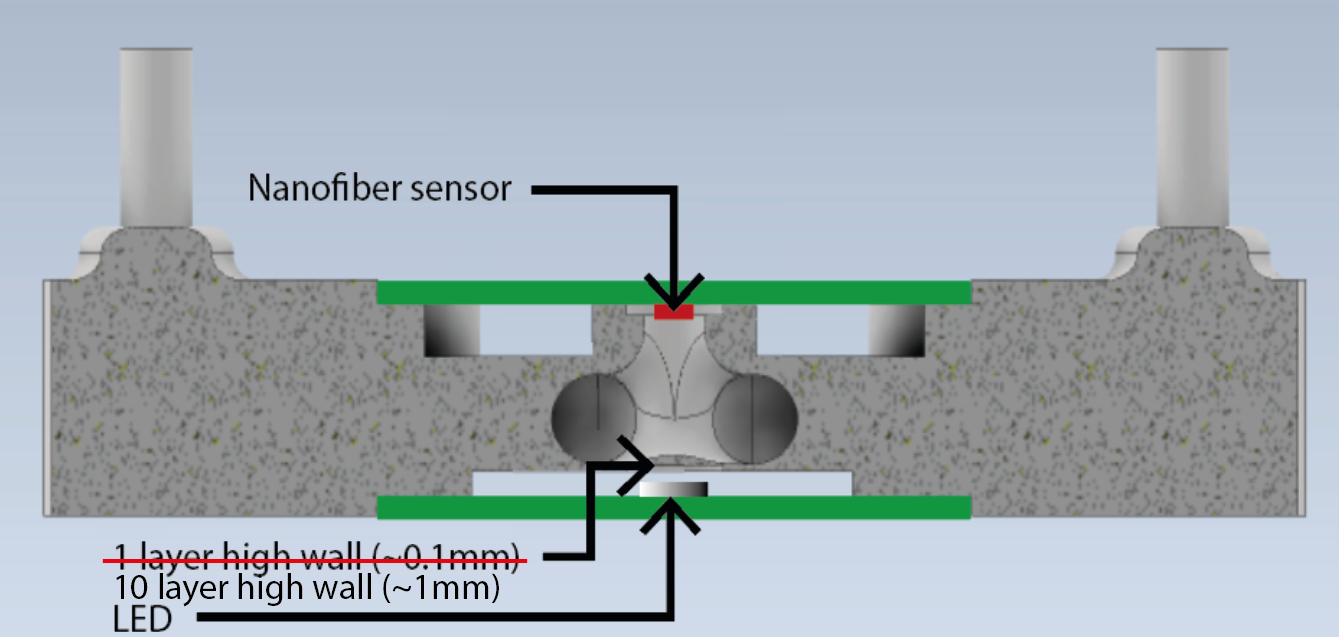 Nanofiber sensor
1 layer high wall (~0.1mm)
10 layer high wall (~1mm)
LED